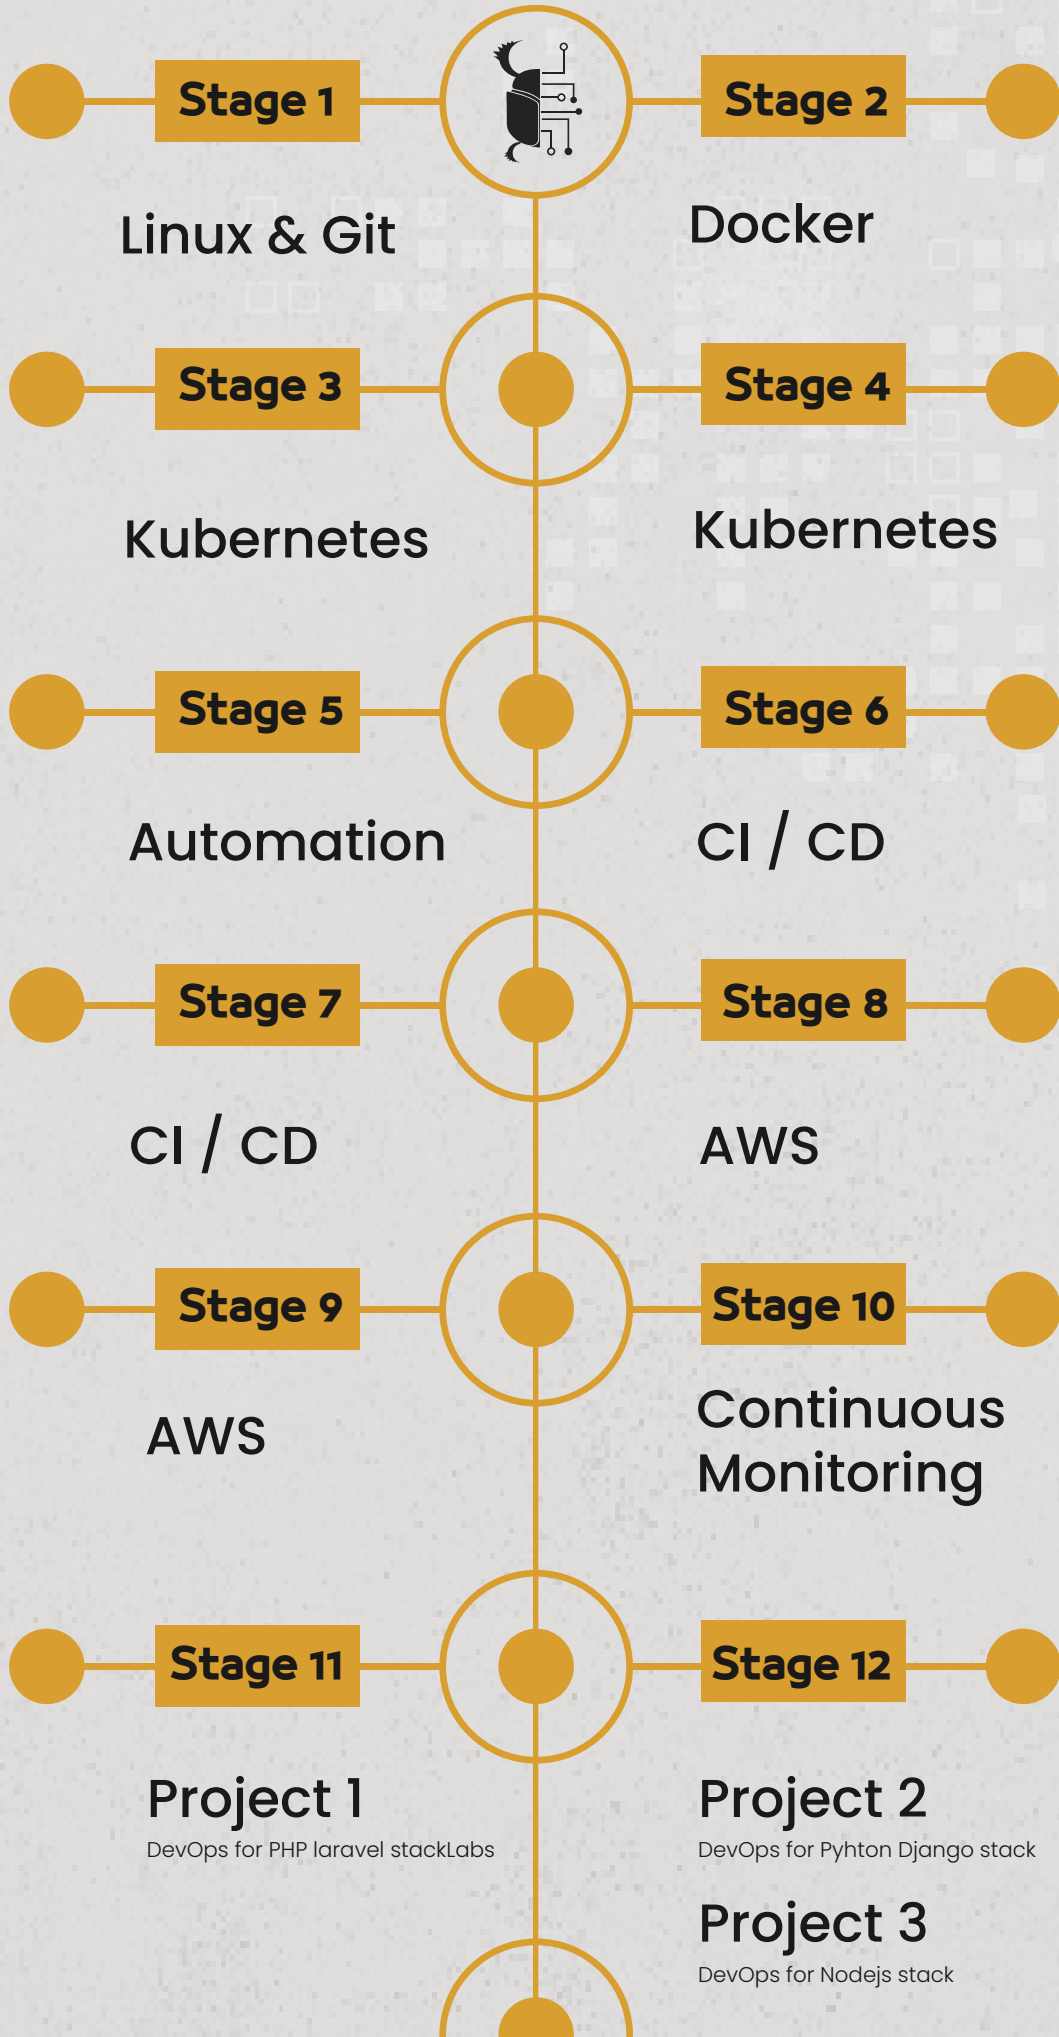 Stage 1
Stage 2
Linux & Git
Docker
Stage 3
Stage 4
Kubernetes
Kubernetes
Stage 5
Stage 6
Automation
CI / CD
Stage 7
Stage 8
CI / CD
AWS
Stage 9
Stage 10
AWS
Continuous
Monitoring
Stage 11
Stage 12
Project 1
DevOps for PHP laravel stackLabs
Project 2
DevOps for Pyhton Django stack
Project 3
DevOps for Nodejs stack